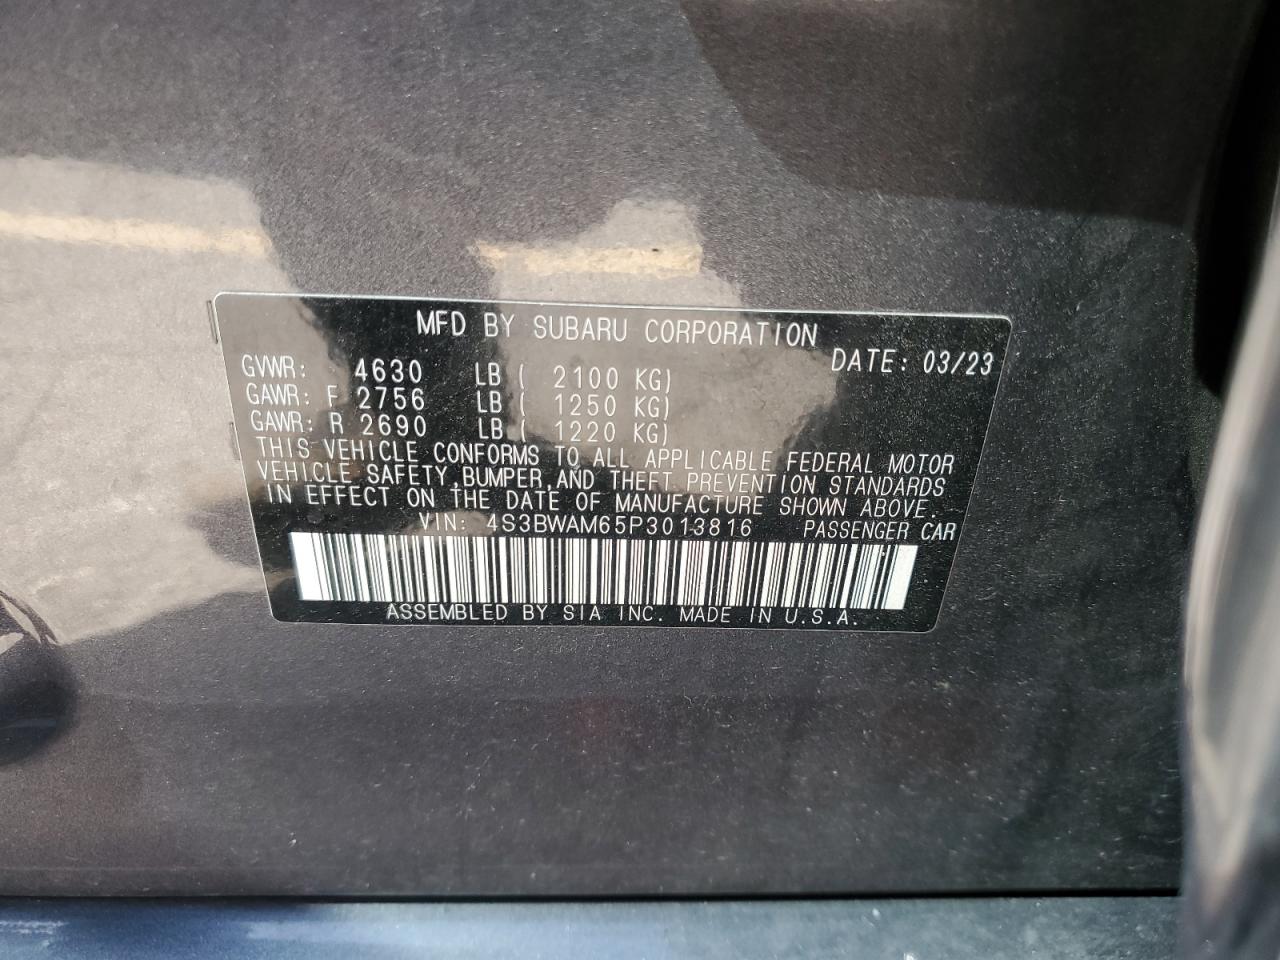 MFD BY SUBARU CORPORATION
DATE: 03/23
GVWR: 4630 LB ( 2100 KG)
GAWR: F 2756 LB ( 1250 KG)
GAWR: R 2690 LB ( 1220 KG)
THIS VEHICLE CONFORMS TO ALL APPLICABLE FEDERAL MOTOR
VEHICLE SAFETY, BUMPER, AND THEFT PREVENTION STANDARDS
IN EFFECT ON THE DATE OF MANUFACTURE SHOWN ABOVE.
VIN: 4S3BWAM65P3013816 PASSENGER CAR
ASSEMBLED BY SIA INC. MADE IN U.S.A.